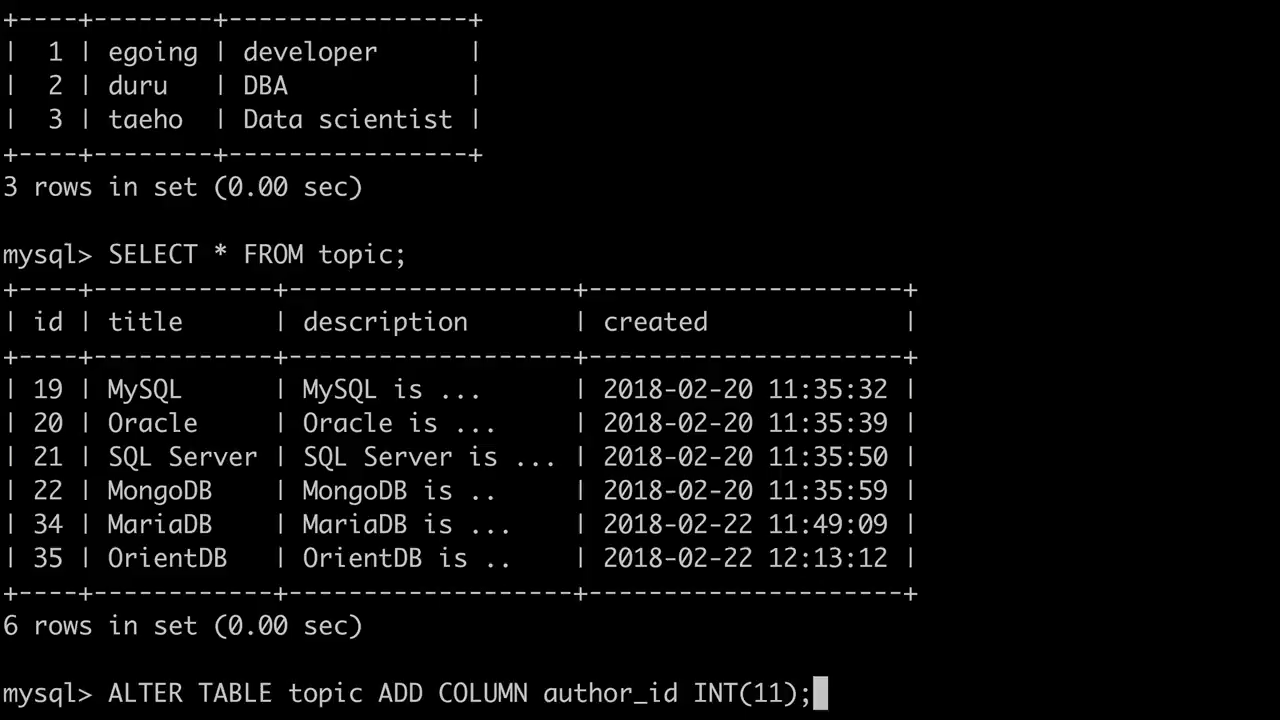 +----+--------+----------------+
|  1 | egoing | developer      |
|  2 | duru   | DBA            |
|  3 | taeho  | Data scientist |
+----+--------+----------------+
3 rows in set (0.00 sec)

mysql> SELECT * FROM topic;
+----+------------+-------------------+---------------------+
| id | title      | description       | created             |
+----+------------+-------------------+---------------------+
| 19 | MySQL      | MySQL is ...      | 2018-02-20 11:35:32 |
| 20 | Oracle     | Oracle is ...     | 2018-02-20 11:35:39 |
| 21 | SQL Server | SQL Server is ... | 2018-02-20 11:35:50 |
| 22 | MongoDB    | MongoDB is ..     | 2018-02-20 11:35:59 |
| 34 | MariaDB    | MariaDB is ...    | 2018-02-22 11:49:09 |
| 35 | OrientDB   | OrientDB is ..    | 2018-02-22 12:13:12 |
+----+------------+-------------------+---------------------+
6 rows in set (0.00 sec)

mysql> ALTER TABLE topic ADD COLUMN author_id INT(11);